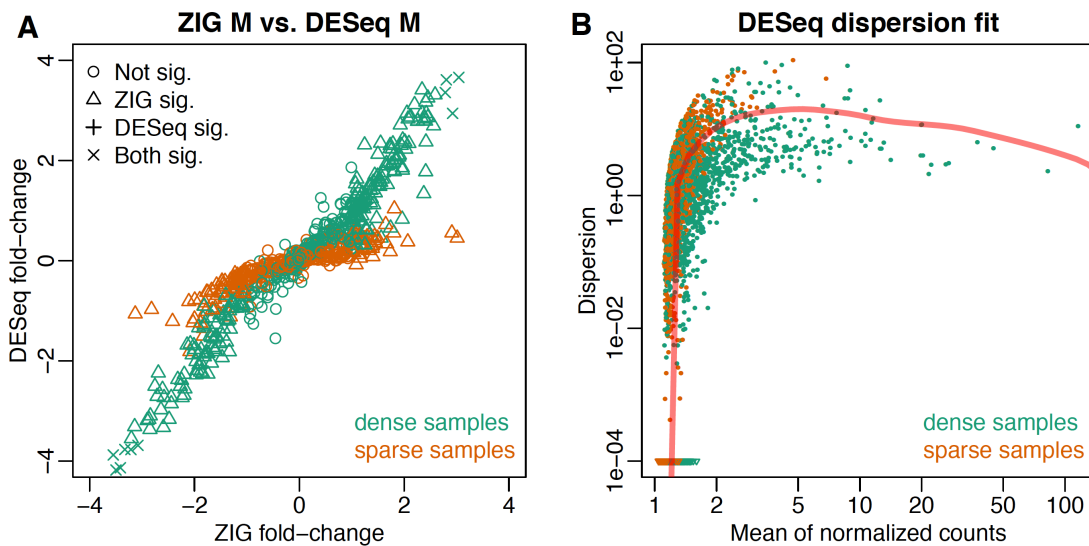 A
ZIG M vs. DESeq M
Not sig.
ZIG sig.
DESeq sig.
Both sig.
4
2
0
−2
−4
DESeq fold−change
dense samples
sparse samples
−4
−2
0
2
4
ZIG fold−change
B
DESeq dispersion fit
1e+02
1e+00
1e−02
1e−04
Dispersion
dense samples
sparse samples
1
2
5
10
20
50
100
Mean of normalized counts